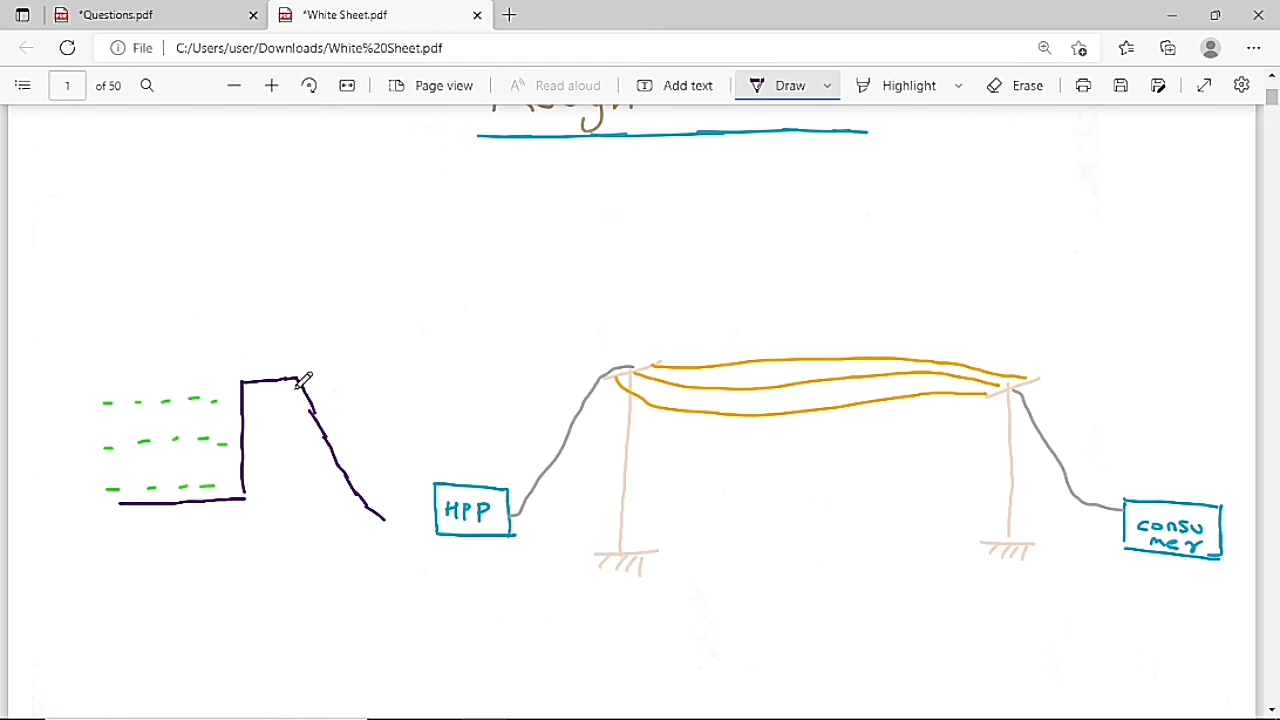 *Questions.pdf
*White Sheet.pdf
File
C:/Users/user/Downloads/White%20Sheet.pdf
1 of 50
Page view
Read aloud
Add text
Draw
Highlight
Erase
HPP
consu
mer